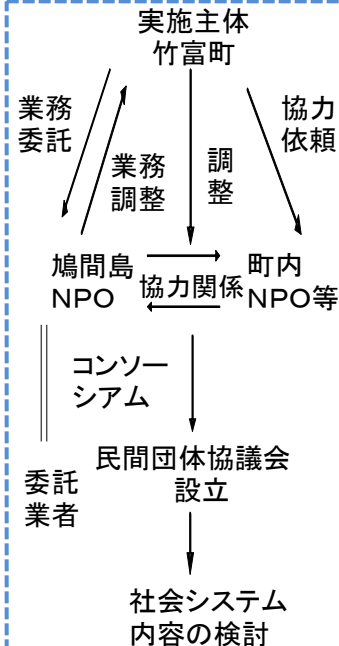 実施主体
竹富町
業務
委託
業務
調整
調
整
協力
依頼
鳩間島
NPO
協力関係
町内
NPO等
コンソー
シアム
委託
業者
民間団体協議会
設立
社会システム
内容の検討